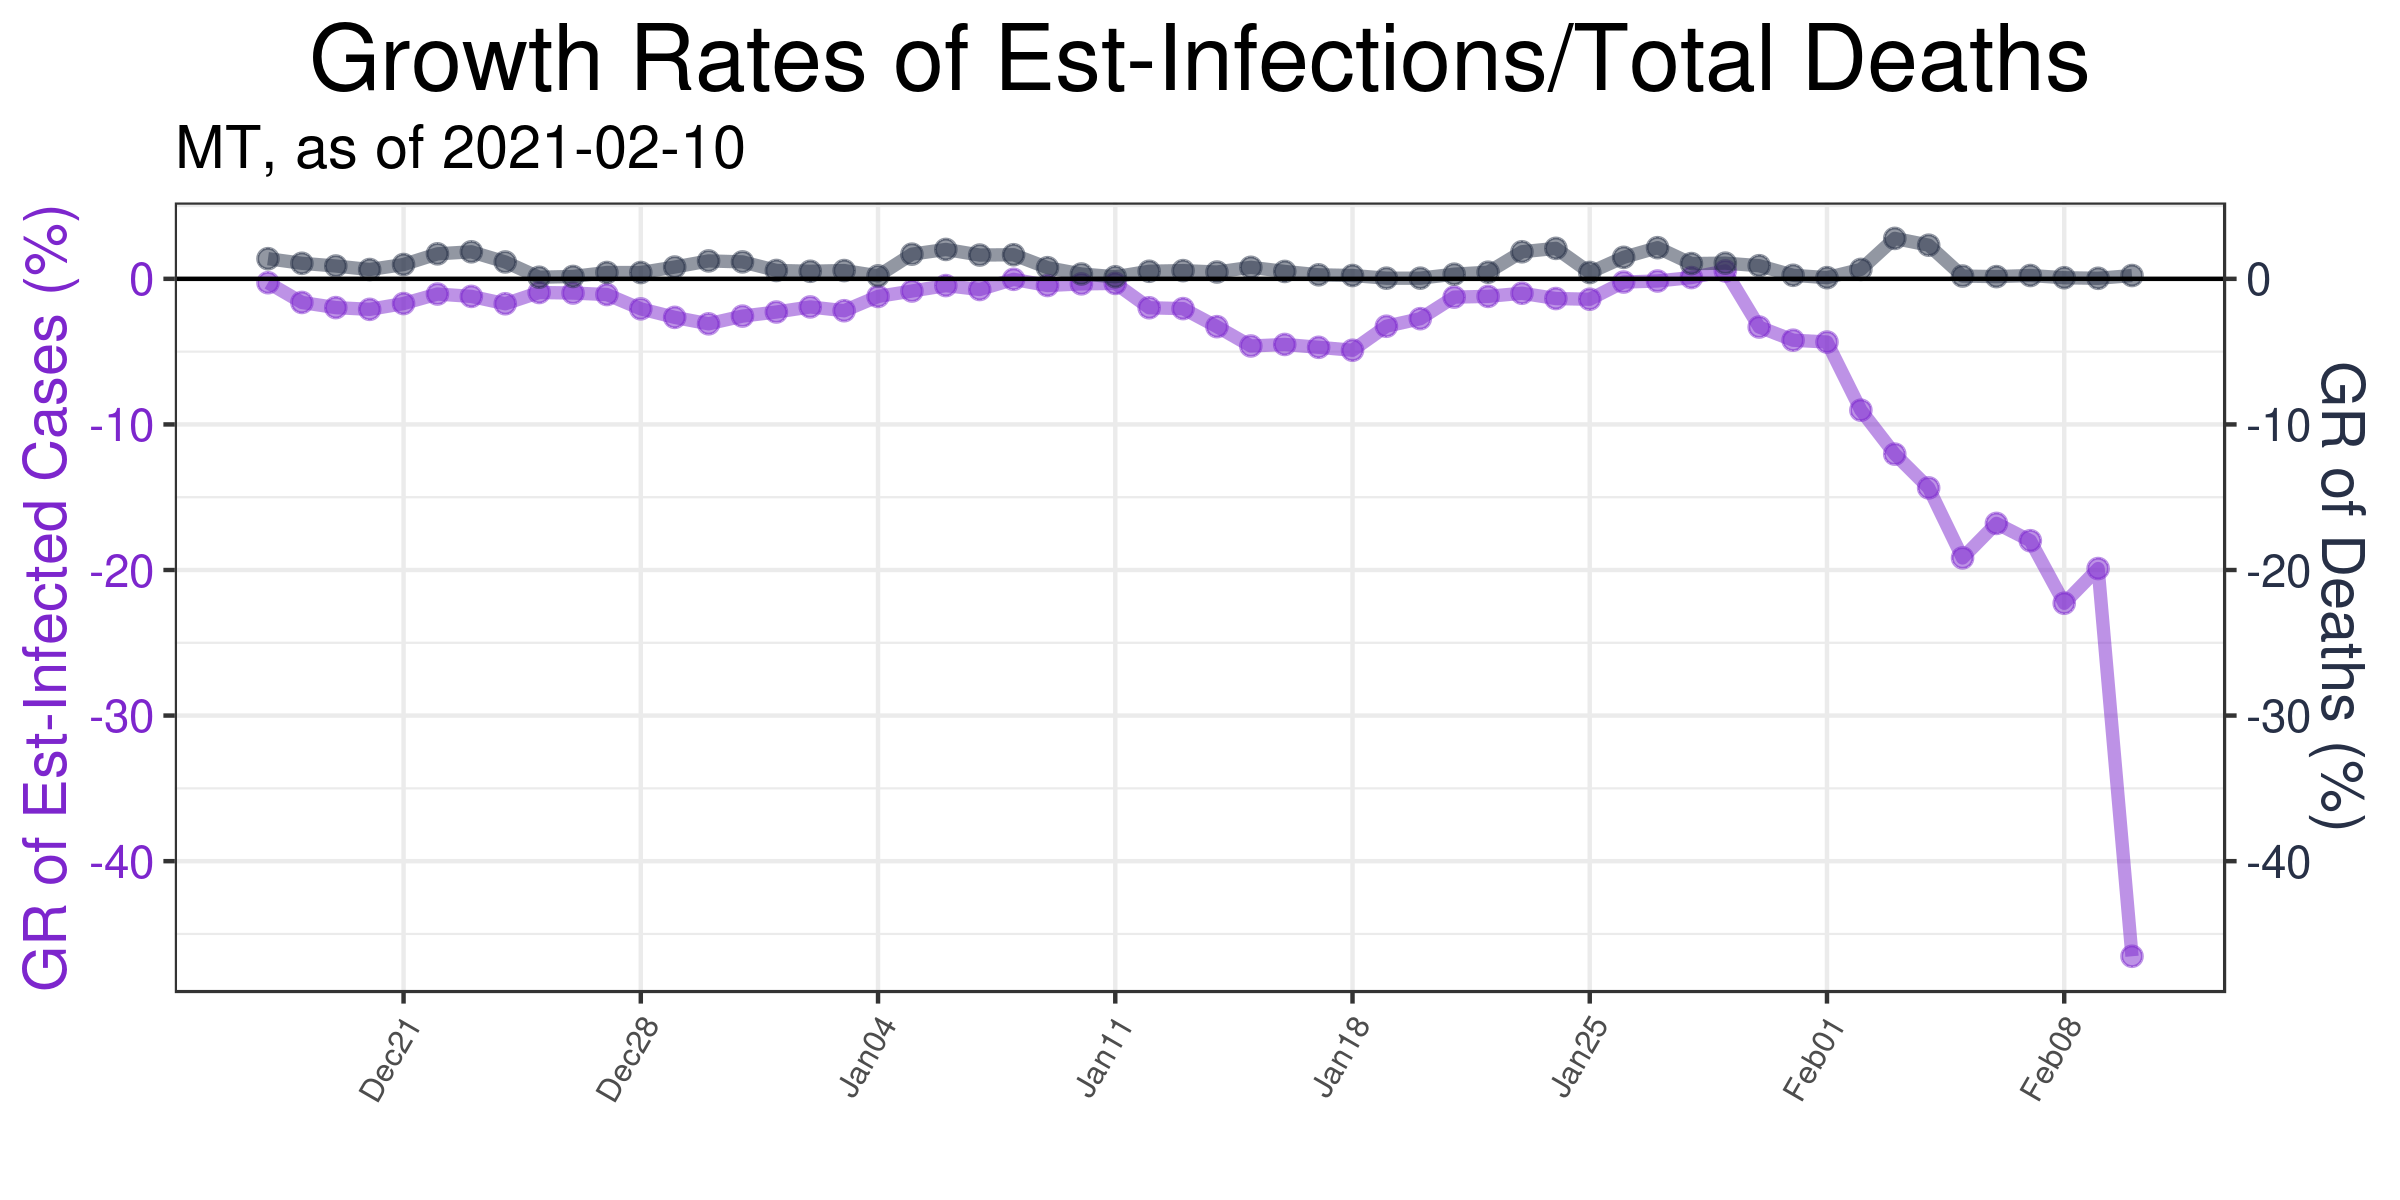 Growth Rates of Est-Infections/Total Deaths
MT, as of 2021-02-10
GR of Est-Infected Cases (%)
0
-10
-20
-30
-40
0
-10
-20
-30
-40
GR of Deaths (%)
Dec21
Dec28
Jan04
Jan11
Jan18
Jan25
Feb01
Feb08